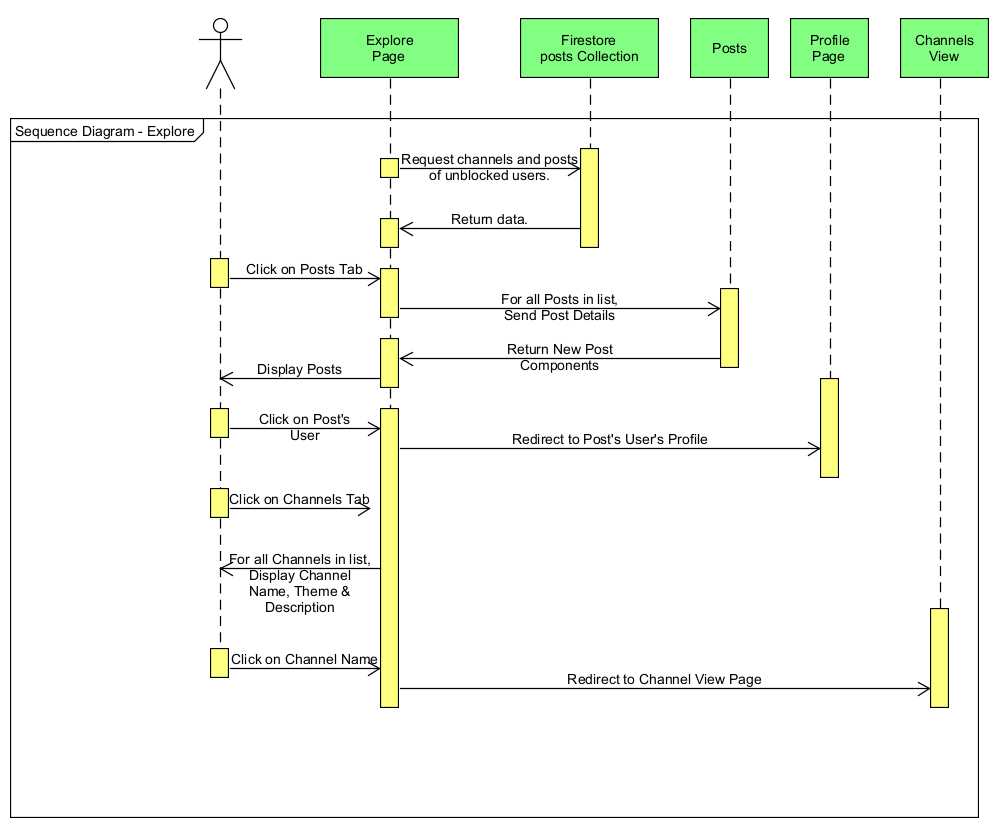 Explore
Page
Firestore
posts Collection
Posts
Profile
Page
Channels
View
Sequence Diagram - Explore
Request channels and posts
of unblocked users.
Return data.
Click on Posts Tab
For all Posts in list,
Send Post Details
Return New Post
Components
Display Posts
Click on Post's
User
Redirect to Post's User's Profile
Click on Channels Tab
For all Channels in list,
Display Channel
Name, Theme &
Description
Click on Channel Name
Redirect to Channel View Page